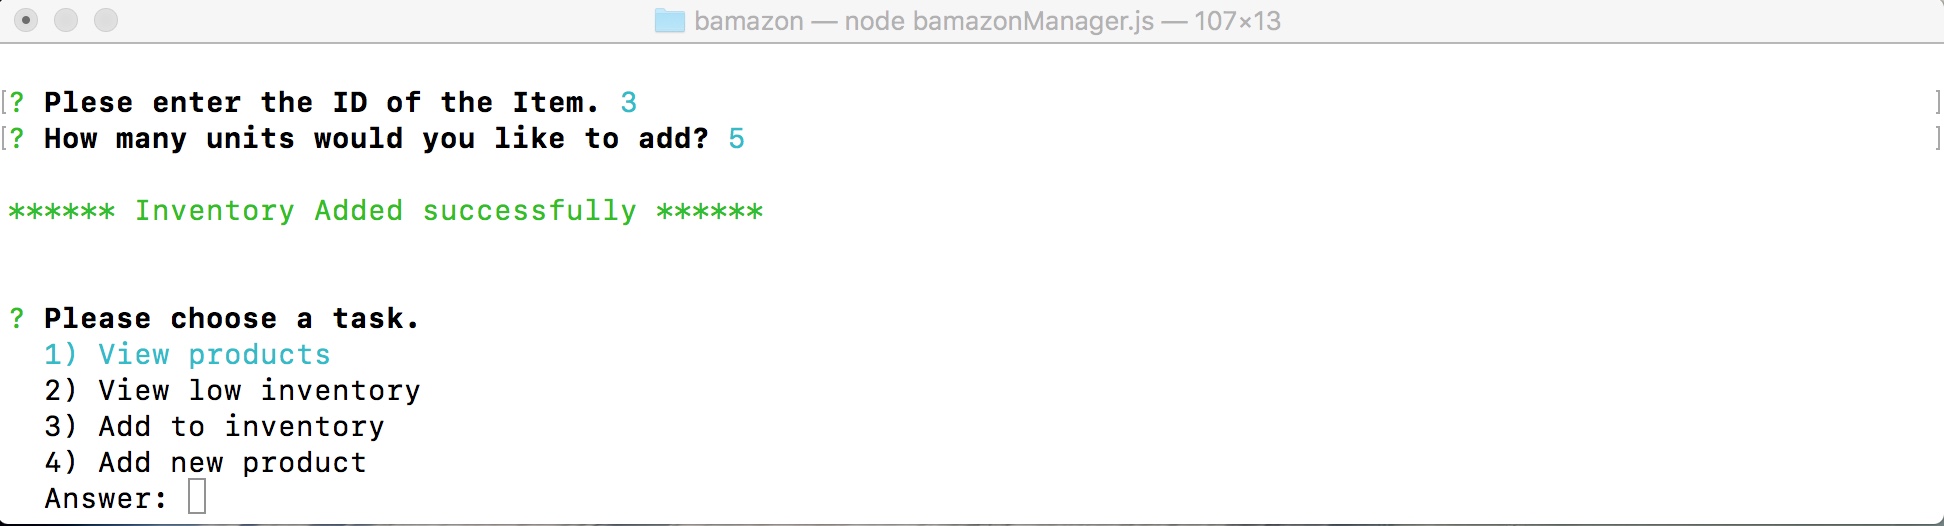 bamazon — node bamazonManager.js — 107×13
[? Plese enter the ID of the Item. 3 ]
[? How many units would you like to add? 5 ]
****** Inventory Added successfully ******
? Please choose a task.
1) View products
2) View low inventory
3) Add to inventory
4) Add new product
Answer: